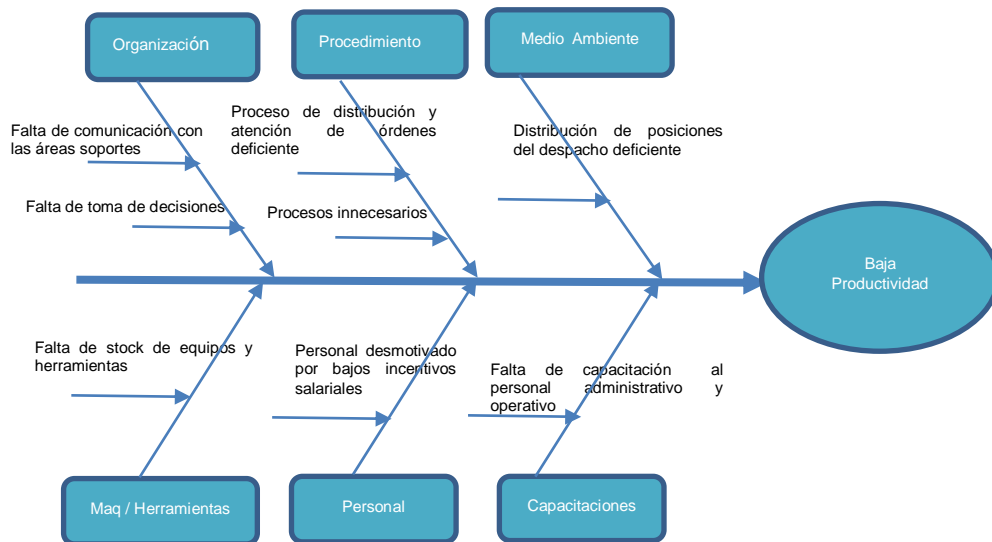 Organización
Procedimiento
Medio Ambiente
Falta de comunicación con
las áreas soportes
Proceso de distribución y
atención de órdenes
deficiente
Distribución de posiciones
del despacho deficiente
Falta de toma de decisiones
Procesos innecesarios
Baja
Productividad
Falta de stock de equipos y
herramientas
Personal desmotivado
por bajos incentivos
salariales
Falta de capacitación al
personal administrativo y
operativo
Maq / Herramientas
Personal
Capacitaciones